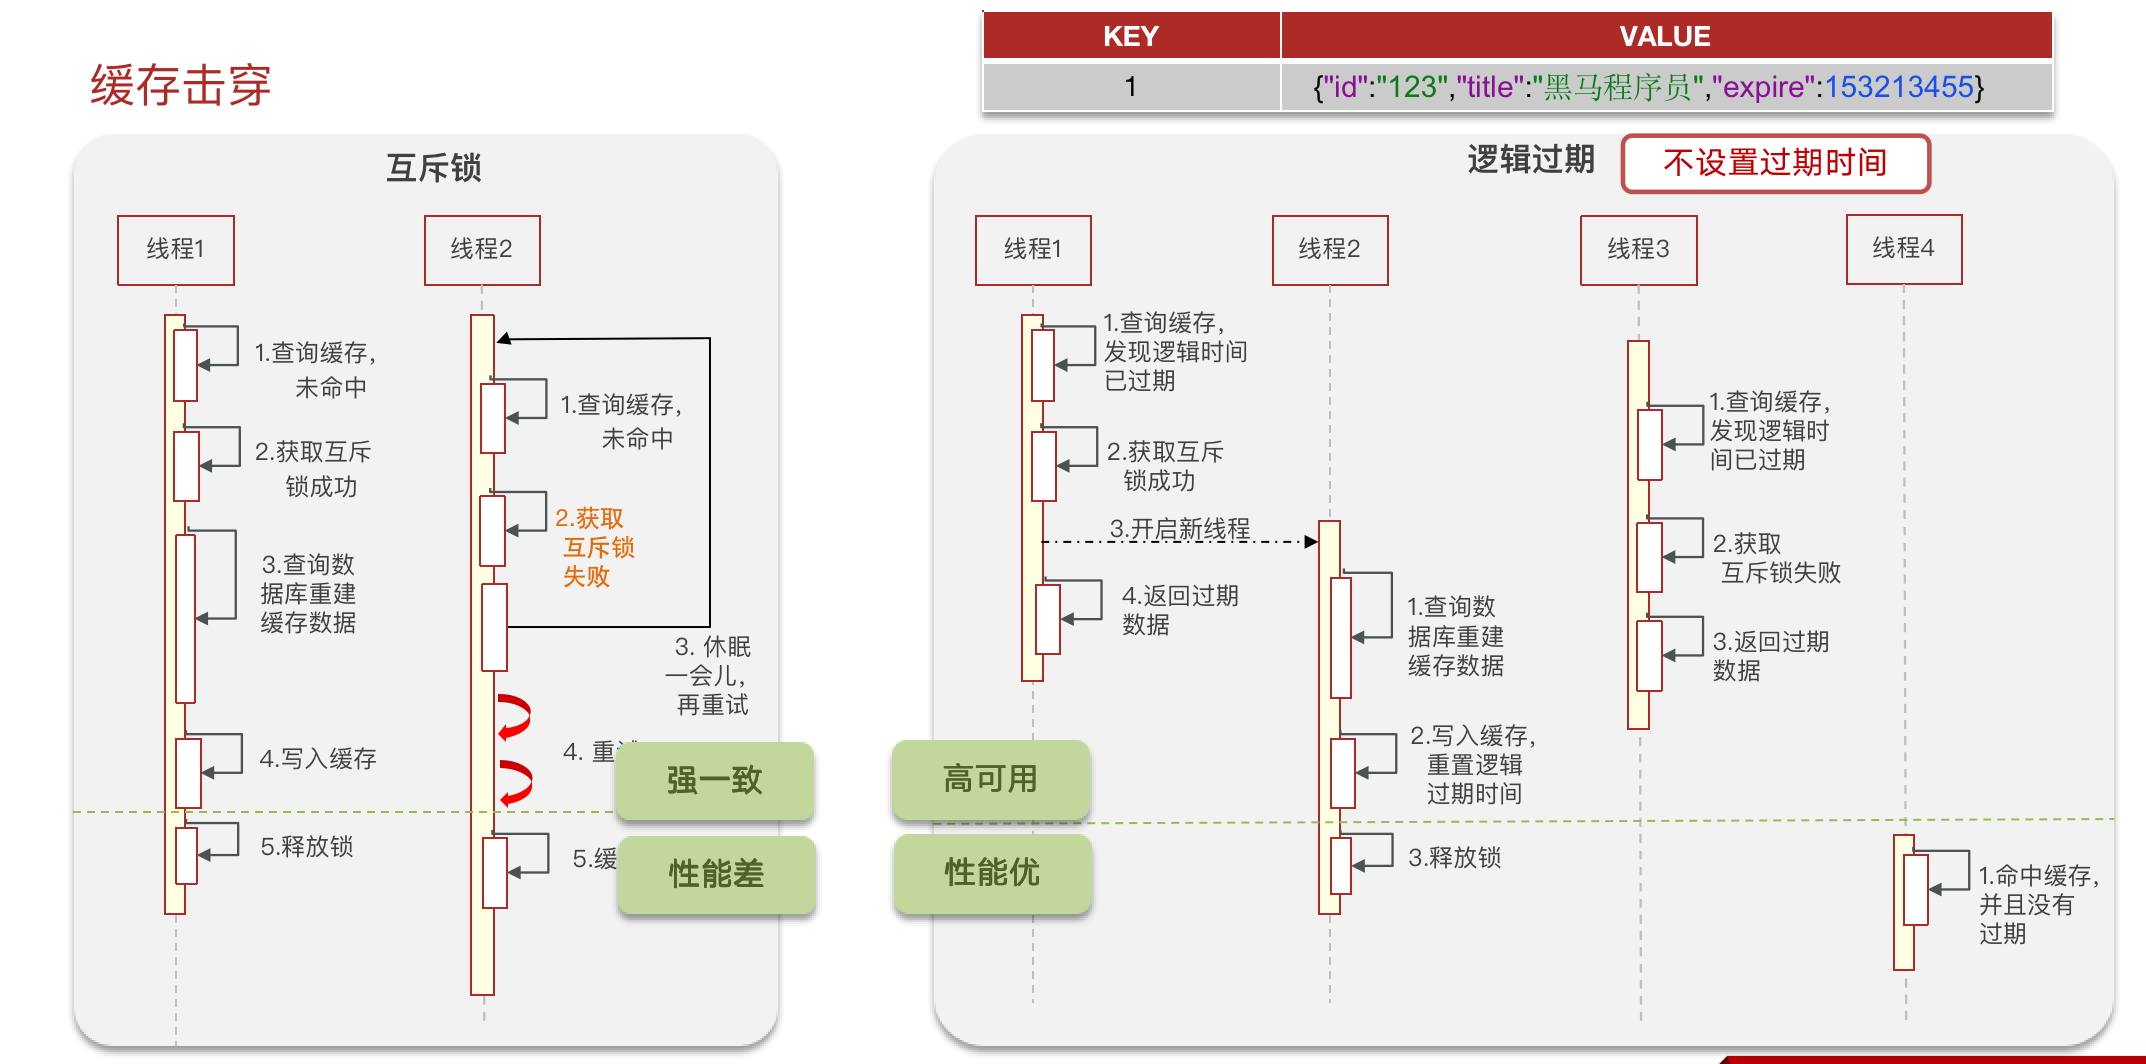 缓存击穿
KEY
VALUE
1
{"id":"123","title":"黑马程序员","expire":153213455}
互斥锁
线程1
线程2
1.查询缓存,
未命中
2.获取互斥
锁成功
3.查询数
据库重建
缓存数据
4.写入缓存
5.释放锁
1.查询缓存,
未命中
2.获取
互斥锁
失败
3. 休眠
一会儿,
再重试
4. 重
5.缓
强一致
性能差
逻辑过期
不设置过期时间
线程1
线程2
线程3
线程4
1.查询缓存,
发现逻辑时间
已过期
2.获取互斥
锁成功
3.开启新线程
4.返回过期
数据
高可用
性能优
1.查询数
据库重建
缓存数据
2.写入缓存,
重置逻辑
过期时间
3.释放锁
1.查询缓存,
发现逻辑时
间已过期
2.获取
互斥锁失败
3.返回过期
数据
1.命中缓存,
并且没有
过期